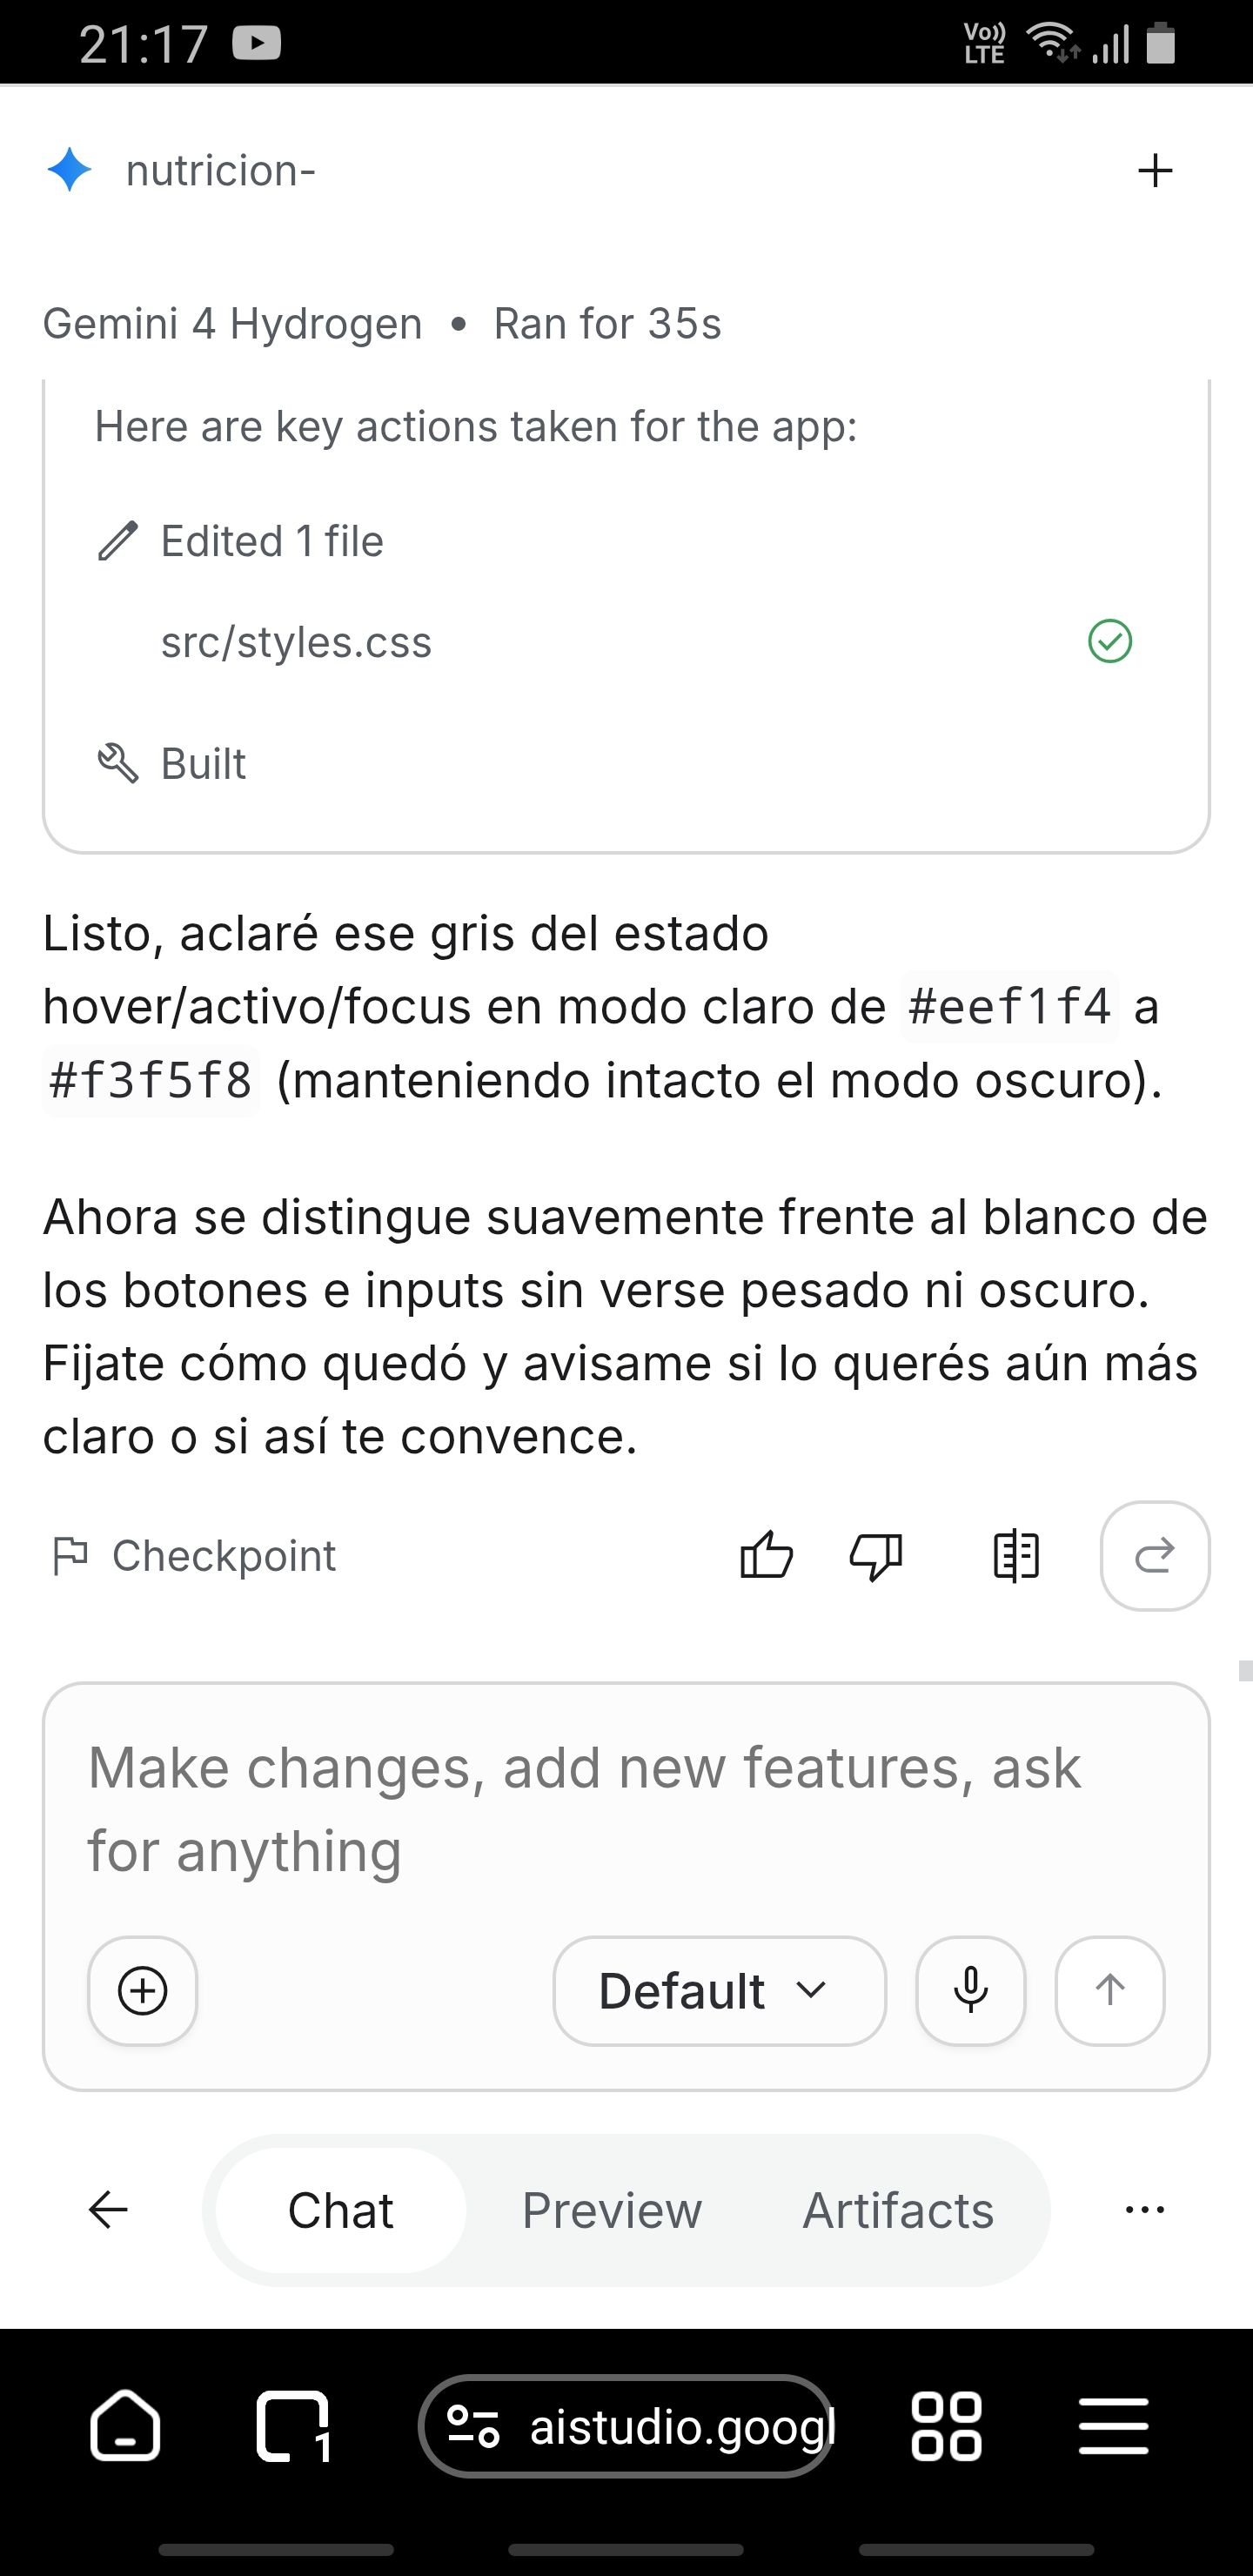 21:17
Vo)) LTE
nutricion-
Gemini 4 Hydrogen • Ran for 35s
Here are key actions taken for the app:
Edited 1 file
src/styles.css
Built
Listo, aclaré ese gris del estado
hover/activo/focus en modo claro de #eef1f4 a
#f3f5f8 (manteniendo intacto el modo oscuro).
Ahora se distingue suavemente frente al blanco de
los botones e inputs sin verse pesado ni oscuro.
Fijate cómo quedó y avisame si lo querés aún más
claro o si así te convence.
Checkpoint
Make changes, add new features, ask
for anything
Default
Chat
Preview
Artifacts
1
aistudio.googl